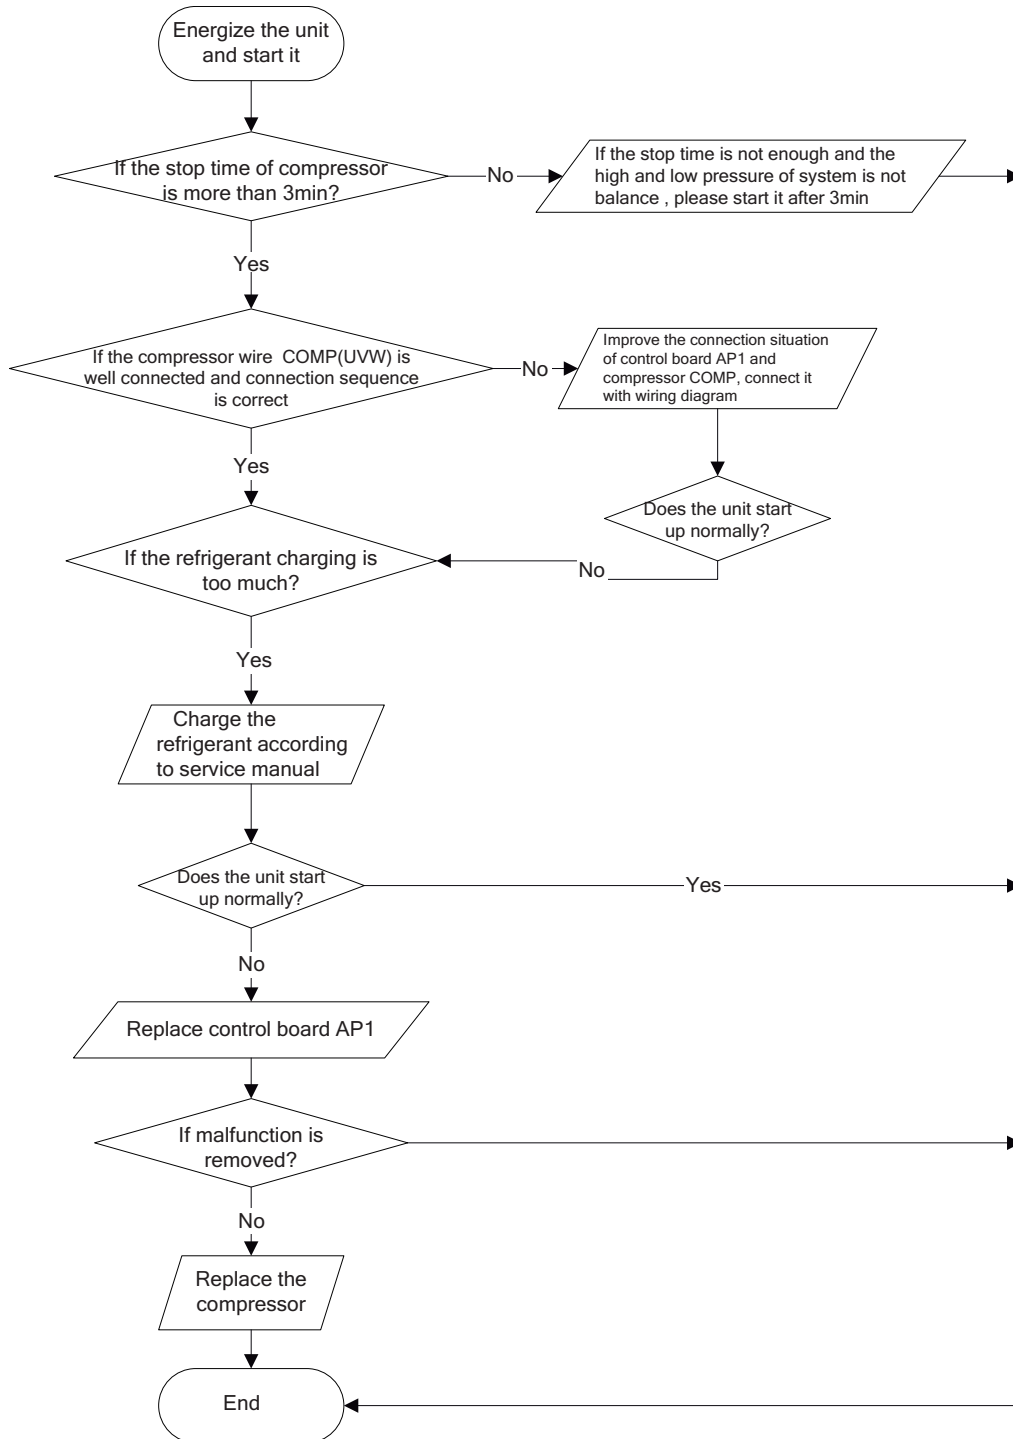 Energize the unit
and start it
If the stop time of compressor
is more than 3min?
No
If the stop time is not enough and the
high and low pressure of system is not
balance , please start it after 3min
Yes
If the compressor wire COMP(UVW) is
well connected and connection sequence
is correct
No
Improve the connection situation
of control board AP1 and
compressor COMP, connect it
with wiring diagram
Yes
Does the unit start
up normally?
If the refrigerant charging is
too much?
No
Yes
Charge the
refrigerant according
to service manual
Does the unit start
up normally?
Yes
No
Replace control board AP1
If malfunction is
removed?
No
Replace the
compressor
End